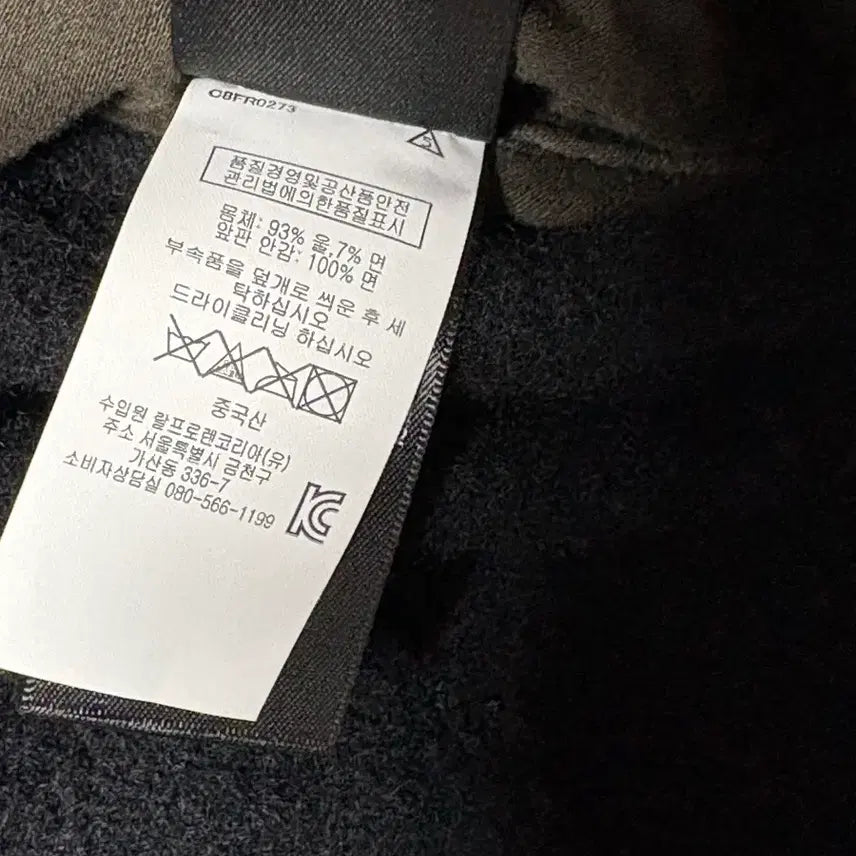 C8FR0273
품질경영및공산품안전
관리법에의한품질표시
몸체: 93% 울,7% 면
앞판 안감: 100% 면
부속품을 덮개로 씌운 후 세
탁하십시오
드라이클리닝 하십시오
중국산
수입원 랄프로렌코리아(유)
주소 서울특별시 금천구
가산동 336-7
소비자상담실 080-566-1199